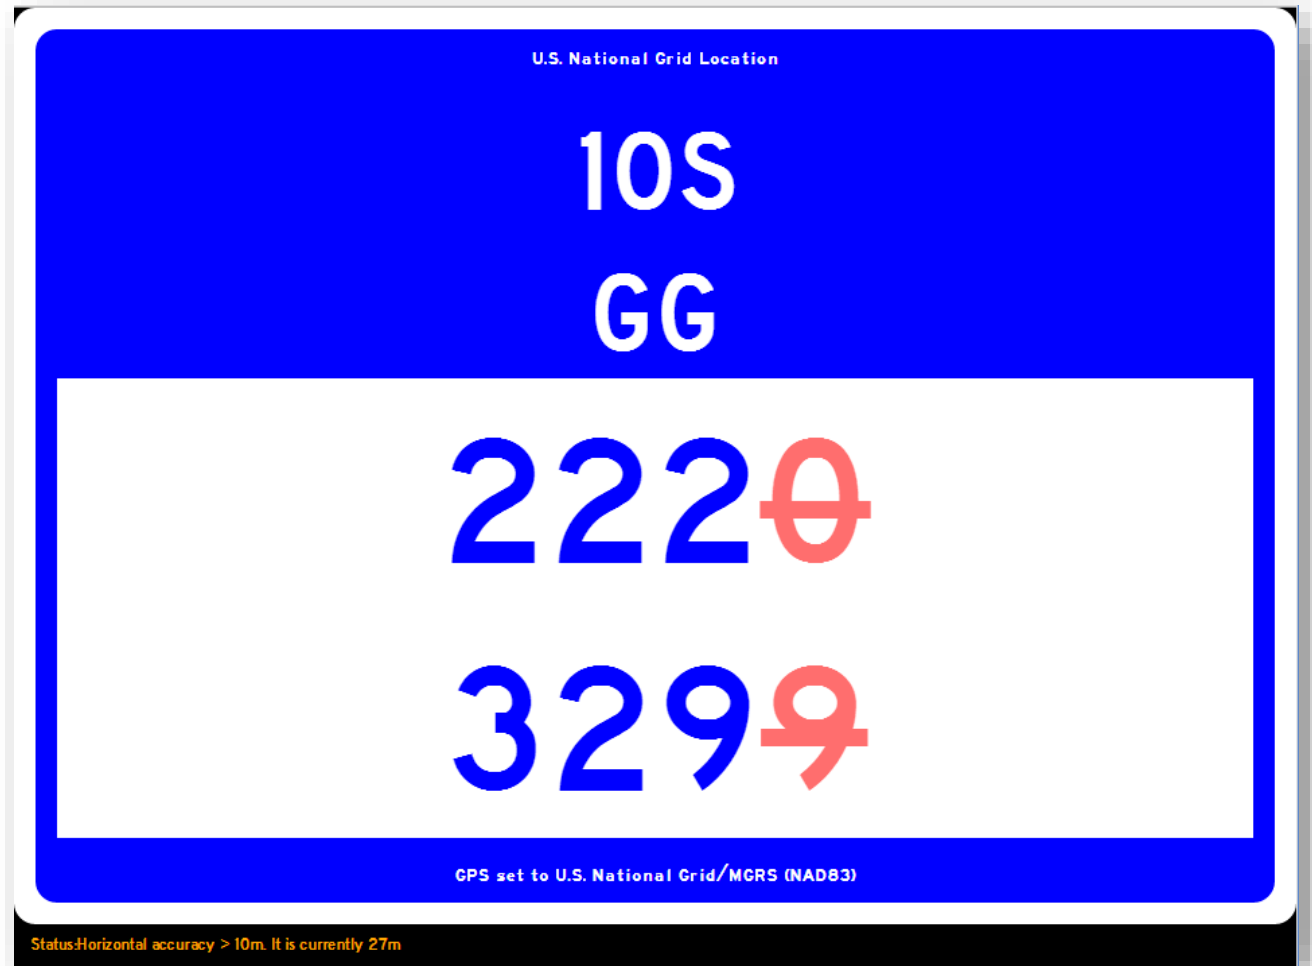 U.S. National Grid Location
10S
GG
2220
3299
GPS set to U.S. National Grid/MGRS (NAD83)
Status:Horizontal accuracy > 10m. It is currently 27m